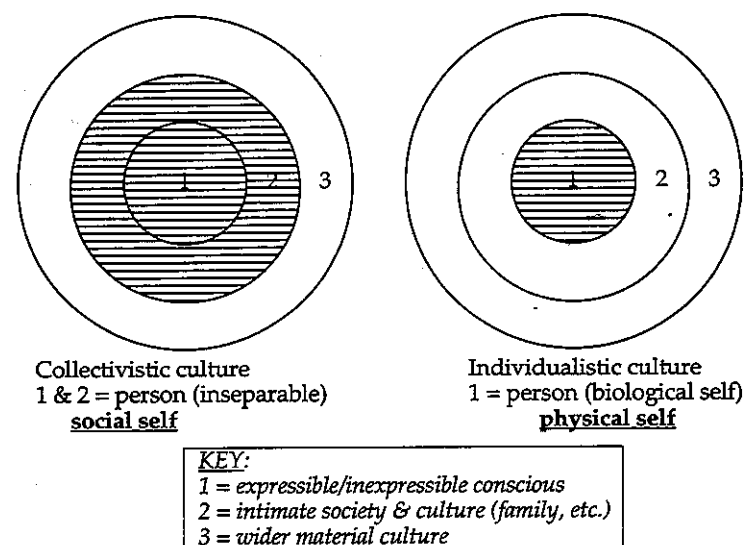 1 2 3
1 2 3
Collectivistic culture
1 & 2 = person (inseparable)
social self
Individualistic culture
1 = person (biological self)
physical self
KEY:
1 = expressible/inexpressible conscious
2 = intimate society & culture (family, etc.)
3 = wider material culture